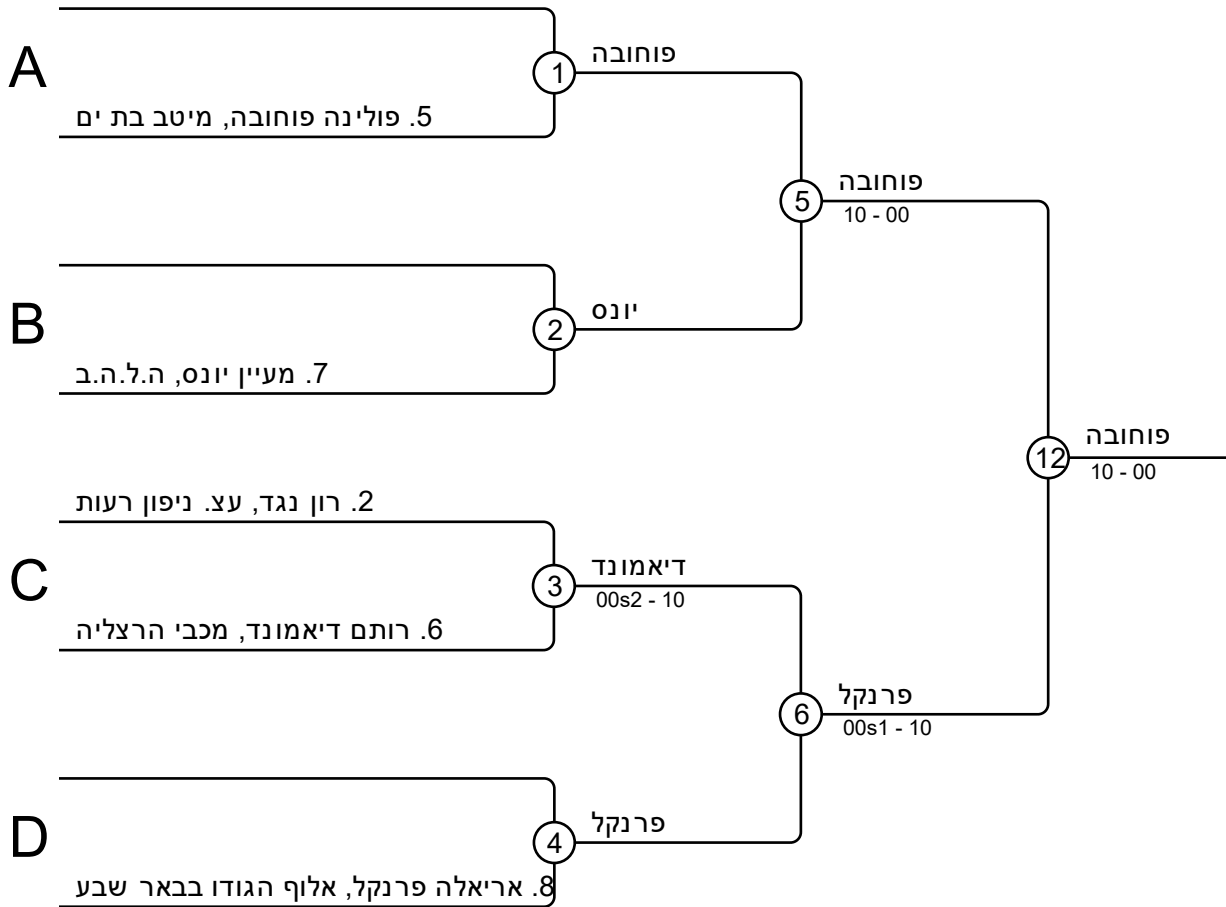 A
1
פוחובה
5. פולינה פוחובה, מיטב בת ים
5
פוחובה
10 - 00
B
2
יונס
7. מעיין יונס, ה.ל.ה.ב
12
פוחובה
10 - 00
2. רון נגד, עצ. ניפון רעות
C
3
דיאמונד
00s2 - 10
6. רותם דיאמונד, מכבי הרצליה
6
פרנקל
00s1 - 10
D
4
פרנקל
8. אריאלה פרנקל, אלוף הגודו בבאר שבע